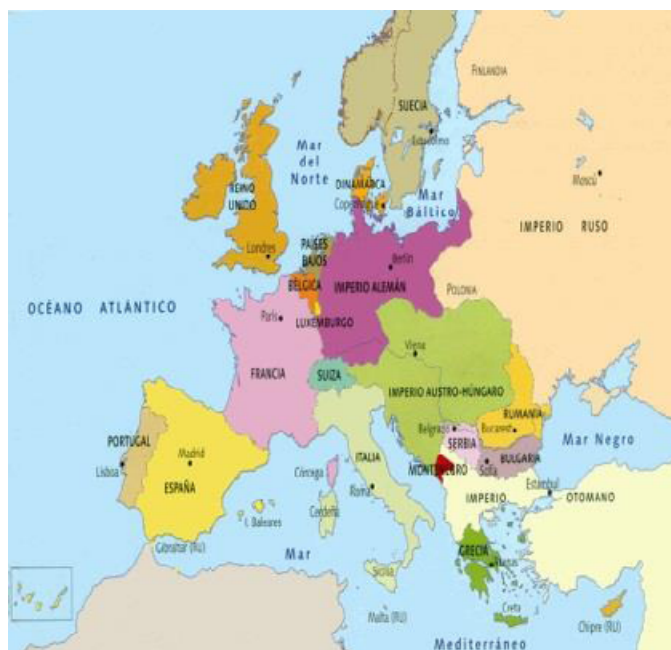 FINLANDIA
SUECIA
Estocolmo
Mar
del
Norte
Moscú
DINAMARCA
Copenhague
Mar
Báltico
REINO
UNIDO
IMPERIO RUSO
Londres
PAÍSES
BAJOS
Berlín
BÉLGICA
IMPERIO ALEMÁN
POLONIA
OCÉANO ATLÁNTICO
París
LUXEMBURGO
Viena
FRANCIA
SUIZA
IMPERIO AUSTRO-HÚNGARO
RUMANÍA
Belgrado
Bucarest
Mar Negro
PORTUGAL
SERBIA
ITALIA
BULGARIA
Madrid
Lisboa
Córcega
MONTENEGRO
Sofía
Estambul
ESPAÑA
Roma
IMPERIO
OTOMANO
Cerdeña
I. Baleares
GRECIA
Gibraltar (RU)
Mar
Atenas
Sicilia
Creta
Malta (RU)
Chipre (RU)
Mediterráneo